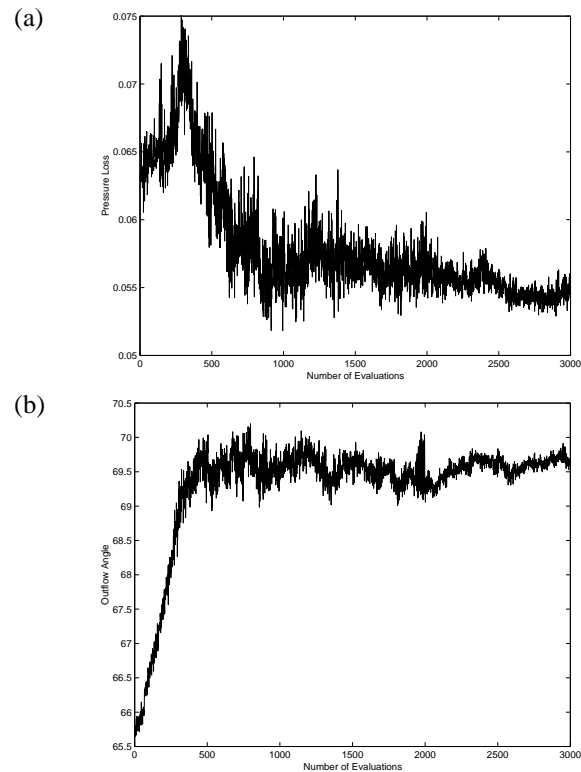 (a)
0.075
0.07
0.065
0.06
0.055
0.05
Pressure Loss
0 500 1000 1500 2000 2500 3000
Number of Evaluations
(b)
70.5
70
69.5
69
68.5
68
67.5
67
66.5
66
65.5
Outflow Angle
0 500 1000 1500 2000 2500 3000
Number of Evaluations